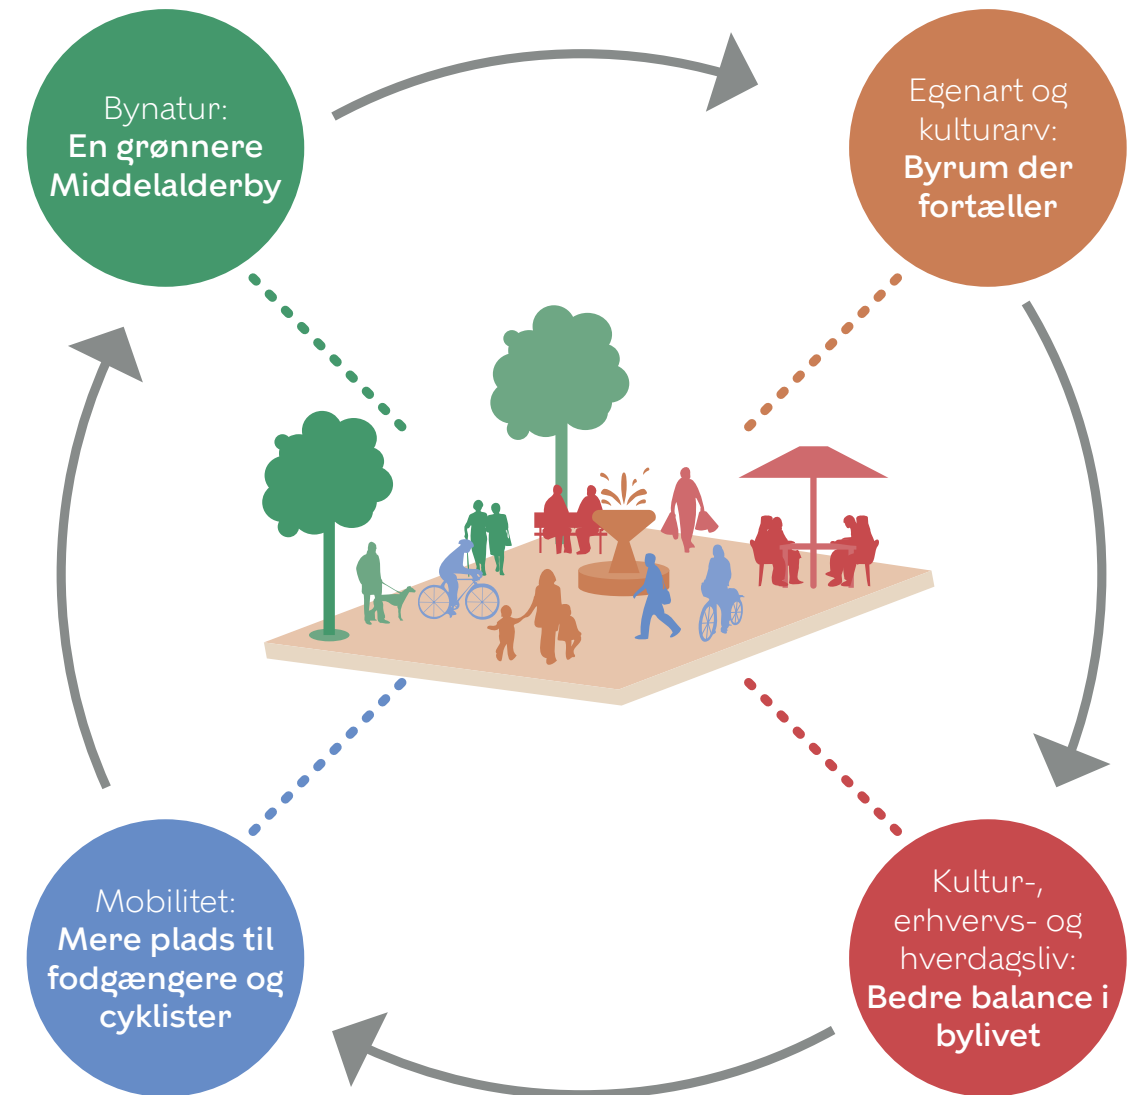 Bynatur:
En grønnere
Middelalderby
Egenart og
kulturarv:
Byrum der
fortæller
Mobilitet:
Mere plads til
fodgængere og
cyklister
Kultur-,
erhvervs- og
hverdagsliv:
Bedre balance i
bylivet